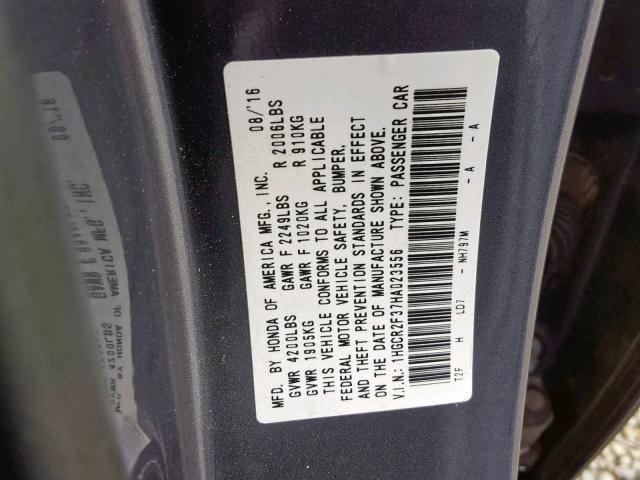 MFD. BY HONDA OF AMERICA MFG., INC. 08/'16
GVWR 4200LBS GAWR F 2249LBS R 2006LBS
GVWR 1905KG GAWR F 1020KG R 910KG
THIS VEHICLE CONFORMS TO ALL APPLICABLE
FEDERAL MOTOR VEHICLE SAFETY, BUMPER,
AND THEFT PREVENTION STANDARDS IN EFFECT
ON THE DATE OF MANUFACTURE SHOWN ABOVE.
V.I.N.: 1HGCR2F37HA023556 TYPE: PASSENGER CAR
T2F H LD7 - NH797M - A - A